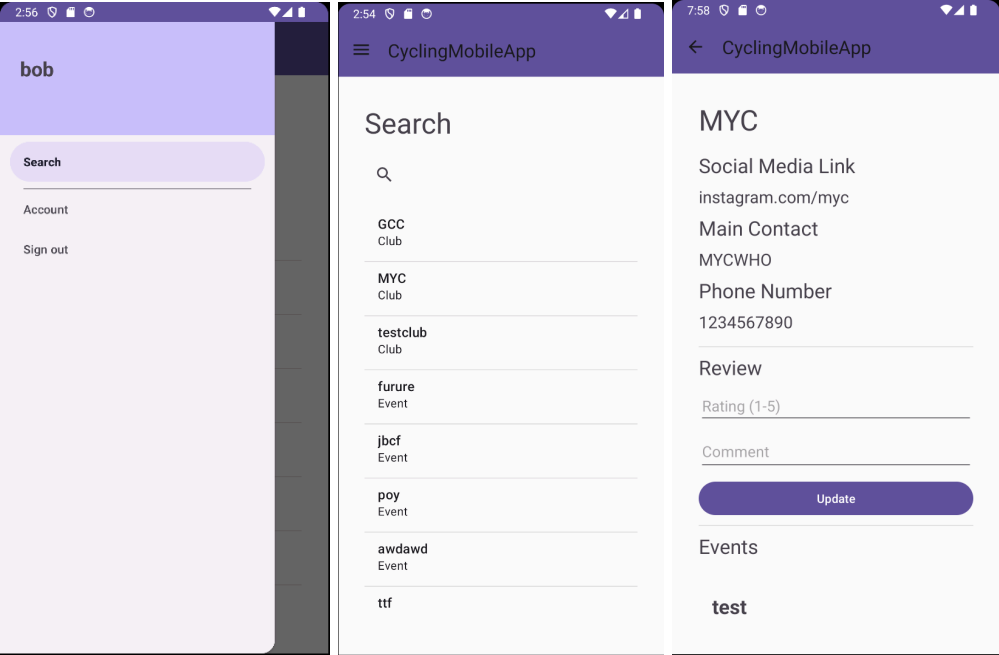 2:56
bob
Search
Account
Sign out
2:54
CyclingMobileApp
Search
GCC
Club
MYC
Club
testclub
Club
furure
Event
jbcf
Event
poy
Event
awdawd
Event
ttf
7:58
CyclingMobileApp
MYC
Social Media Link
instagram.com/myc
Main Contact
MYCWHO
Phone Number
1234567890
Review
Rating (1-5)
Comment
Update
Events
test